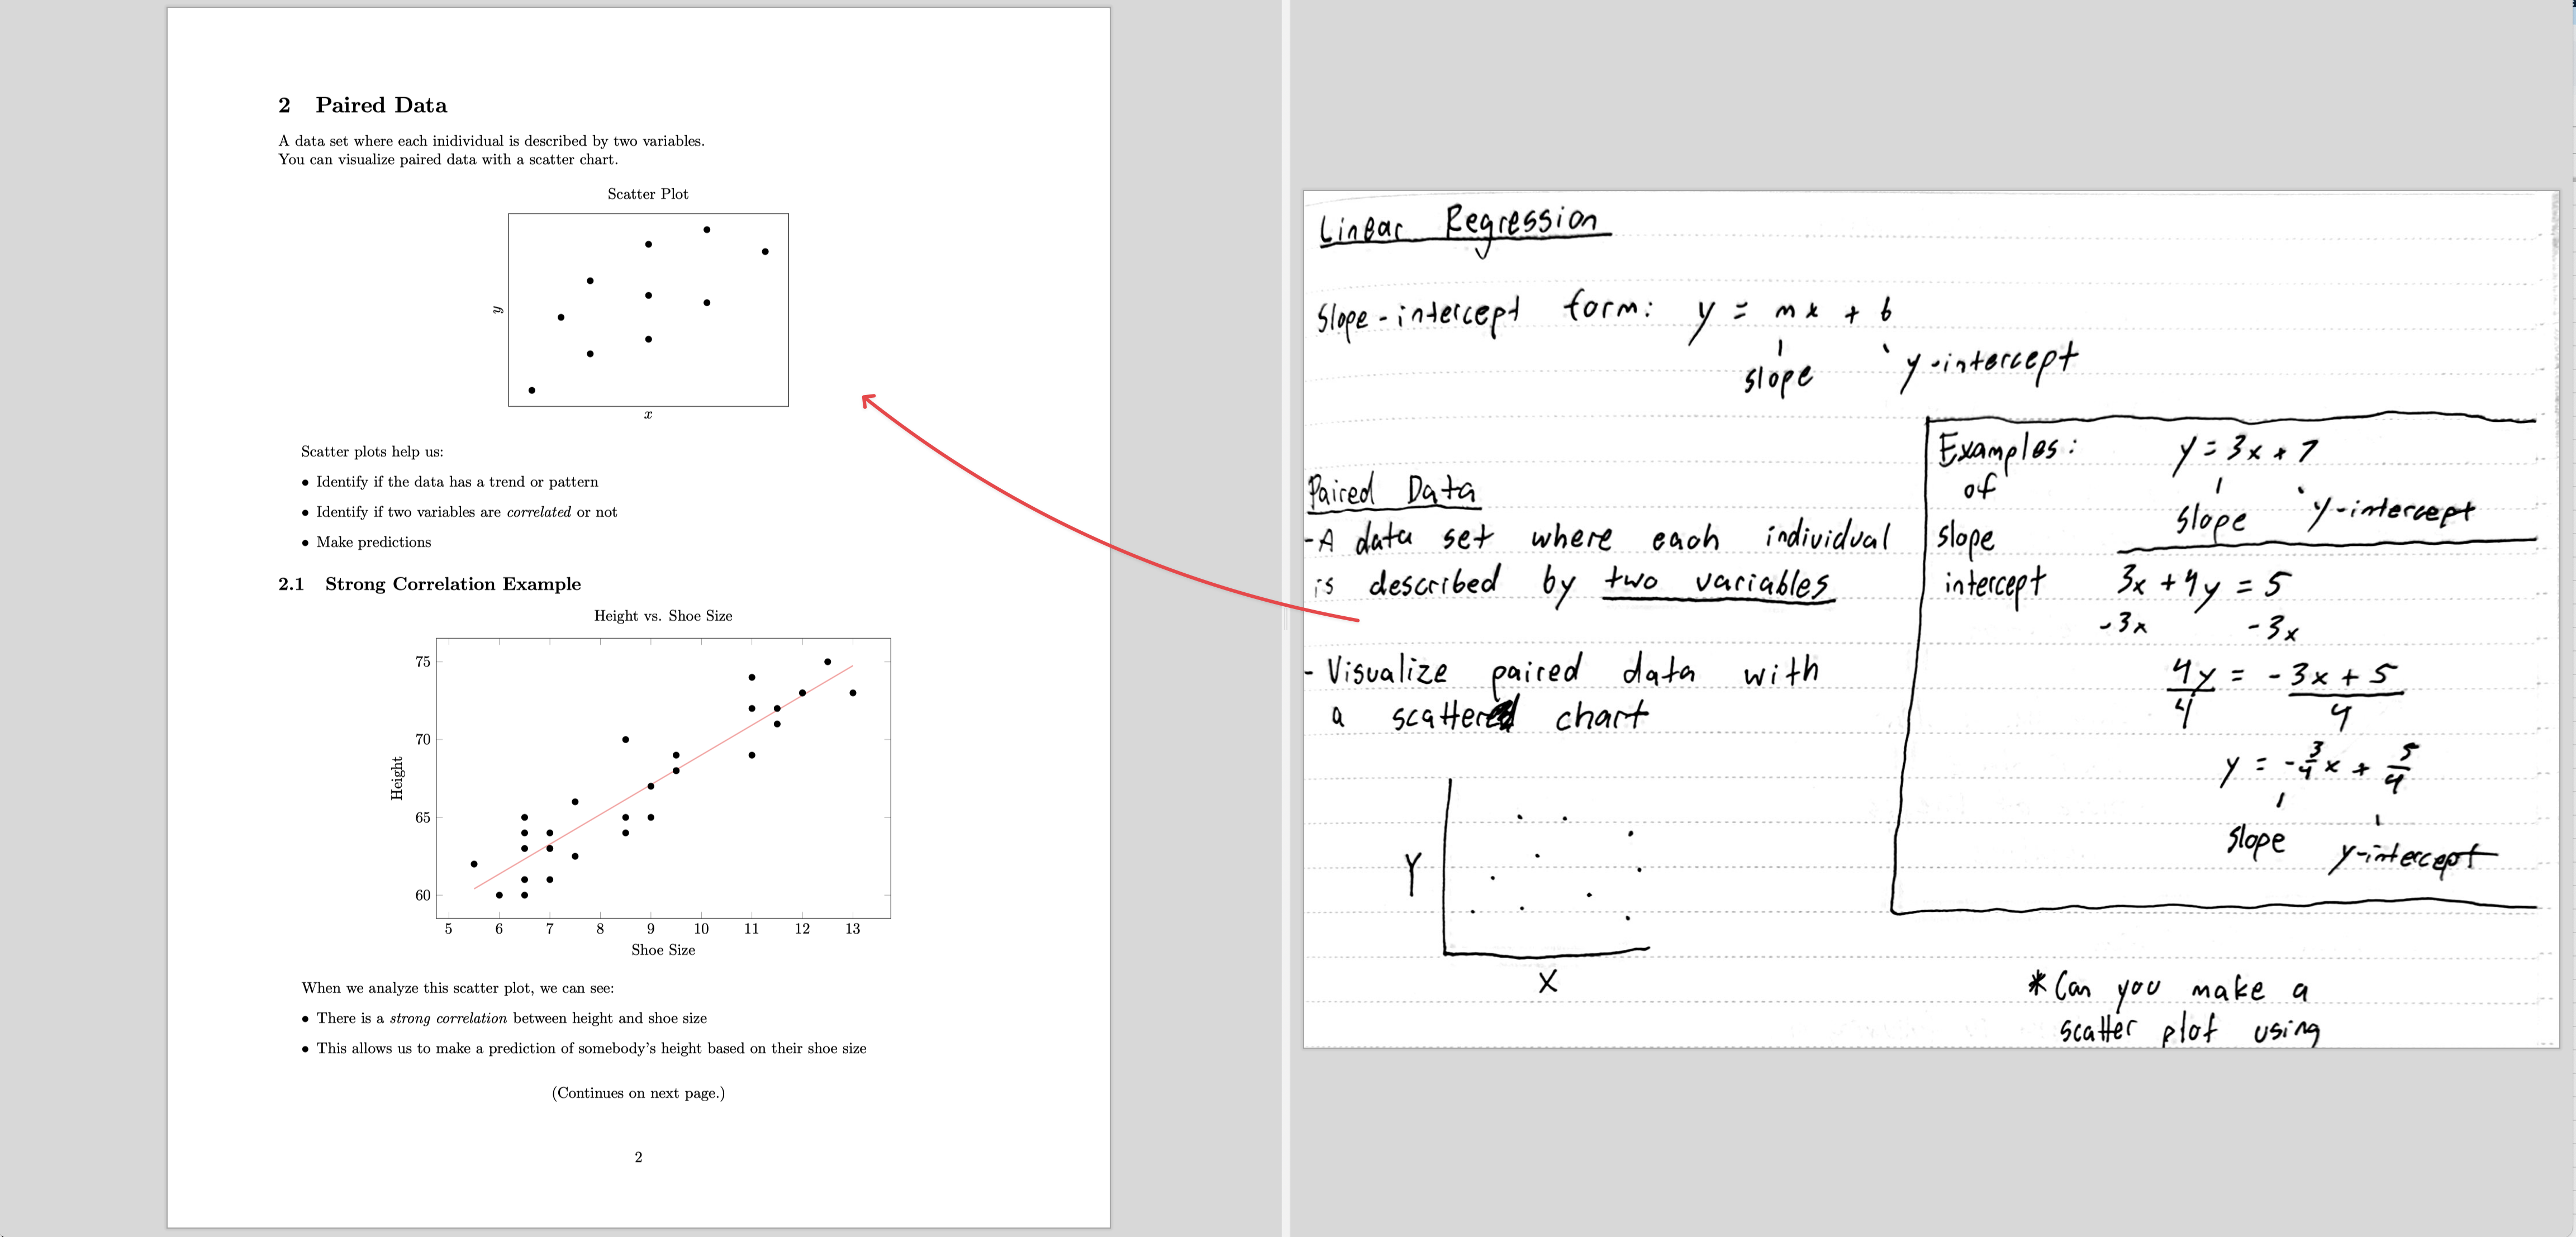 2 Paired Data
A data set where each inidividual is described by two variables.
You can visualize paired data with a scatter chart.
Scatter Plot
y
x
Scatter plots help us:
• Identify if the data has a trend or pattern
• Identify if two variables are correlated or not
• Make predictions
2.1 Strong Correlation Example
Height vs. Shoe Size
75
70
65
60
Height
5 6 7 8 9 10 11 12 13
Shoe Size
When we analyze this scatter plot, we can see:
• There is a strong correlation between height and shoe size
• This allows us to make a prediction of somebody's height based on their shoe size
(Continues on next page.)
2
Linear Regression
Slope-intercept form: y = mx + b
slope y-intercept
Paired Data
-A data set where each individual
is described by two variables
- Visualize paired data with
a scatter chart
Y
X
Examples: y = 3x + 7
of
slope y-intercept
slope
intercept 3x + 4y = 5
-3x -3x
4y = -3x + 5
4 4
y = -3/4 x + 5/4
slope y-intercept
*Can you make a
scatter plot using